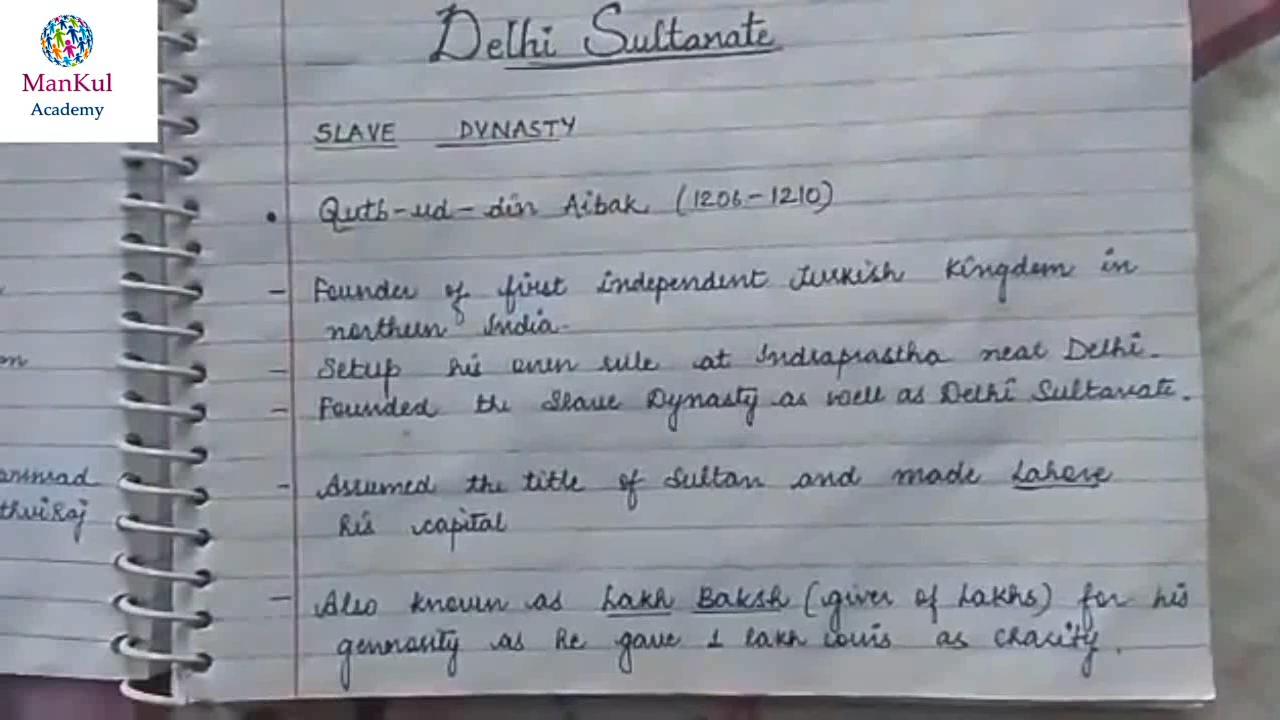 ManKul
Academy
Delhi Sultanate
SLAVE DYNASTY
• Qutb-ud-din Aibak (1206-1210)
- Founder of first independent Turkish Kingdom in
northern India.
- Setup his own rule at Indraprastha near Delhi.
- Founded the Slave Dynasty as well as Delhi Sultanate.
- Assumed the title of Sultan and made Lahore
his capital
- Also known as Lakh Baksh (giver of Lakhs) for his
as he gave 1 lakh as charity.
thviRaj